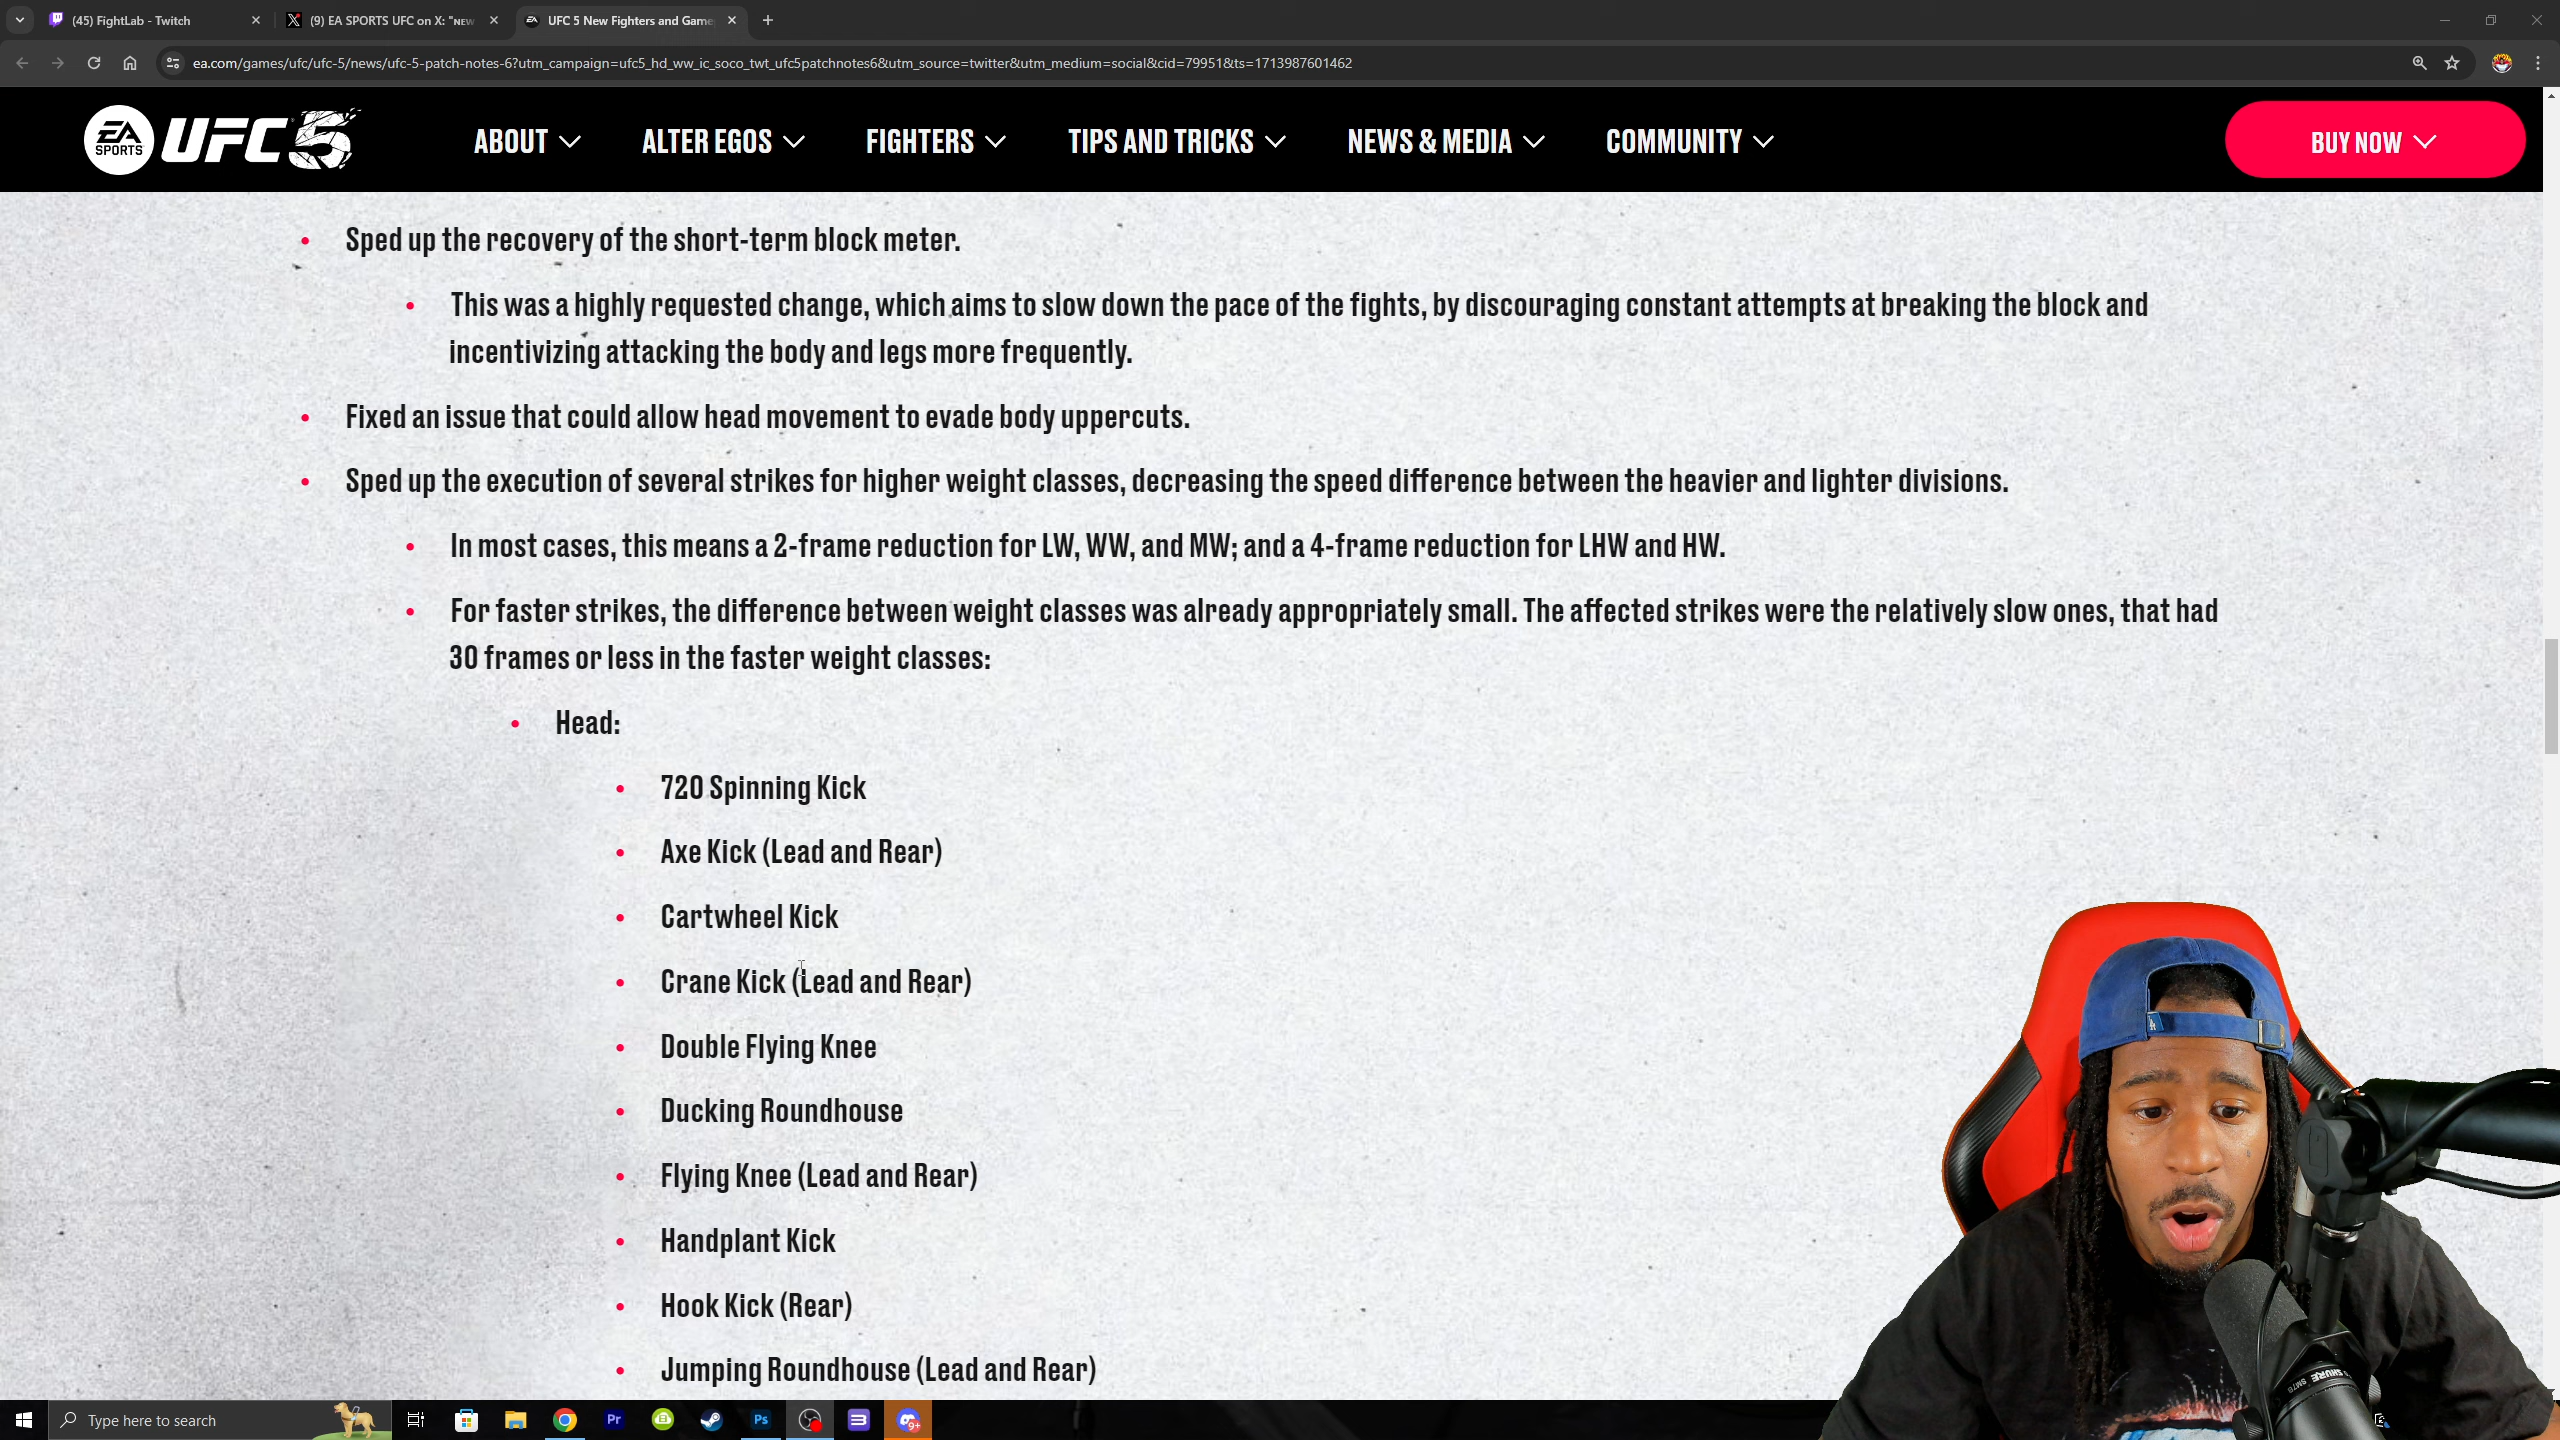 (45) FightLab - Twitch
(9) EA SPORTS UFC on X: "NEW
UFC 5 New Fighters and Game
ea.com/games/ufc/ufc-5/news/ufc-5-patch-notes-6?utm_campaign=ufc5_hd_ww_ic_soco_twt_ufc5patchnotes6&utm_source=twitter&utm_medium=social&cid=79951&ts=1713987601462
EA SPORTS UFC 5
ABOUT
ALTER EGOS
FIGHTERS
TIPS AND TRICKS
NEWS & MEDIA
COMMUNITY
BUY NOW
• Sped up the recovery of the short-term block meter.
• This was a highly requested change, which aims to slow down the pace of the fights, by discouraging constant attempts at breaking the block and
incentivizing attacking the body and legs more frequently.
• Fixed an issue that could allow head movement to evade body uppercuts.
• Sped up the execution of several strikes for higher weight classes, decreasing the speed difference between the heavier and lighter divisions.
• In most cases, this means a 2-frame reduction for LW, WW, and MW; and a 4-frame reduction for LHW and HW.
• For faster strikes, the difference between weight classes was already appropriately small. The affected strikes were the relatively slow ones, that had
30 frames or less in the faster weight classes:
• Head:
• 720 Spinning Kick
• Axe Kick (Lead and Rear)
• Cartwheel Kick
• Crane Kick (Lead and Rear)
• Double Flying Knee
• Ducking Roundhouse
• Flying Knee (Lead and Rear)
• Handplant Kick
• Hook Kick (Rear)
• Jumping Roundhouse (Lead and Rear)
Type here to search
Pr
Ps
9+
SHURE SM7B